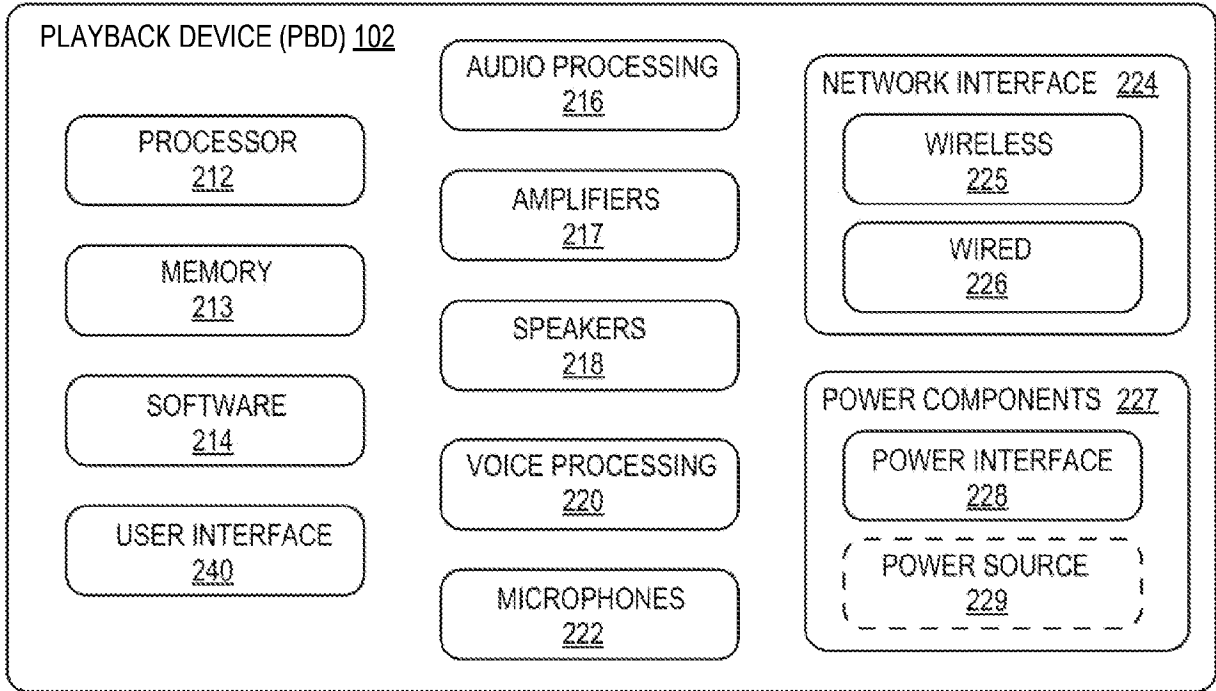 PLAYBACK DEVICE (PBD) 102
PROCESSOR
212
MEMORY
213
SOFTWARE
214
USER INTERFACE
240
AUDIO PROCESSING
216
AMPLIFIERS
217
SPEAKERS
218
VOICE PROCESSING
220
MICROPHONES
222
NETWORK INTERFACE 224
WIRELESS
225
WIRED
226
POWER COMPONENTS 227
POWER INTERFACE
228
POWER SOURCE
229